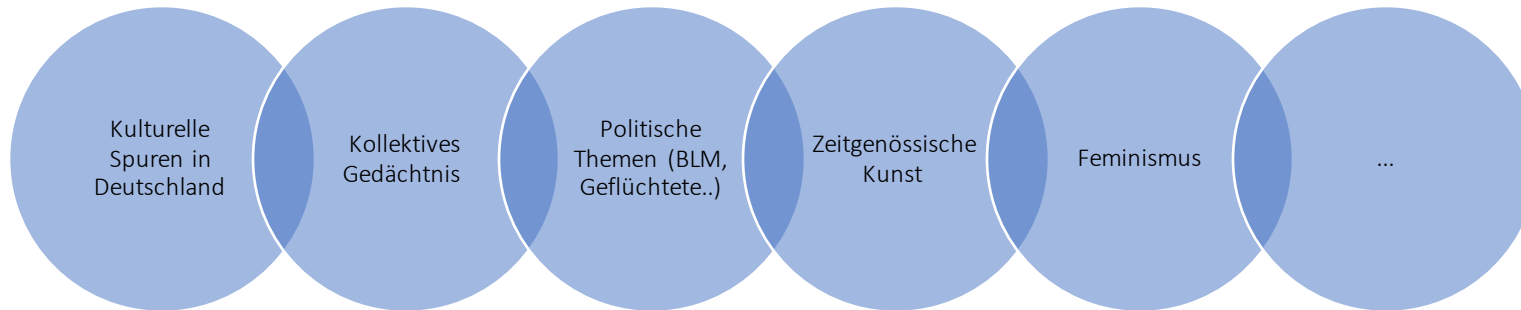 Kulturelle
Spuren in
Deutschland
Kollektives
Gedächtnis
Politische
Themen (BLM,
Geflüchtete..)
Zeitgenössische
Kunst
Feminismus
...